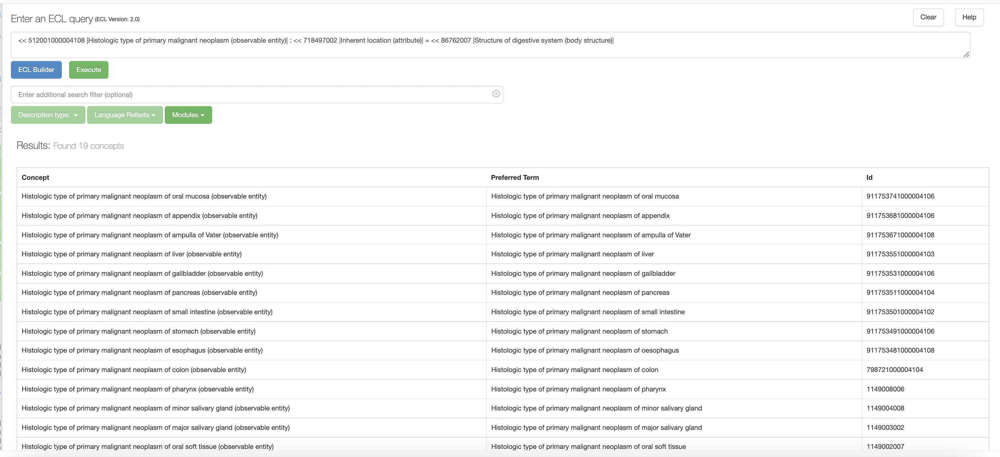 Enter an ECL query (ECL Version: 2.0)
Clear
Help
<< 512001000004108 |Histologic type of primary malignant neoplasm (observable entity)| : << 718497002 |Inherent location (attribute)| = << 86762007 |Structure of digestive system (body structure)|
ECL Builder
Execute
Enter additional search filter (optional)
Description type:
Language Refsets
Modules
Results: Found 19 concepts
Concept Preferred Term Id
Histologic type of primary malignant neoplasm of oral mucosa (observable entity) Histologic type of primary malignant neoplasm of oral mucosa 911753741000004106
Histologic type of primary malignant neoplasm of appendix (observable entity) Histologic type of primary malignant neoplasm of appendix 911753681000004106
Histologic type of primary malignant neoplasm of ampulla of Vater (observable entity) Histologic type of primary malignant neoplasm of ampulla of Vater 911753671000004108
Histologic type of primary malignant neoplasm of liver (observable entity) Histologic type of primary malignant neoplasm of liver 911753551000004103
Histologic type of primary malignant neoplasm of gallbladder (observable entity) Histologic type of primary malignant neoplasm of gallbladder 911753531000004106
Histologic type of primary malignant neoplasm of pancreas (observable entity) Histologic type of primary malignant neoplasm of pancreas 911753511000004104
Histologic type of primary malignant neoplasm of small intestine (observable entity) Histologic type of primary malignant neoplasm of small intestine 911753501000004102
Histologic type of primary malignant neoplasm of stomach (observable entity) Histologic type of primary malignant neoplasm of stomach 911753491000004106
Histologic type of primary malignant neoplasm of esophagus (observable entity) Histologic type of primary malignant neoplasm of oesophagus 911753481000004108
Histologic type of primary malignant neoplasm of colon (observable entity) Histologic type of primary malignant neoplasm of colon 798721000004104
Histologic type of primary malignant neoplasm of pharynx (observable entity) Histologic type of primary malignant neoplasm of pharynx 1149008006
Histologic type of primary malignant neoplasm of minor salivary gland (observable entity) Histologic type of primary malignant neoplasm of minor salivary gland 1149004008
Histologic type of primary malignant neoplasm of major salivary gland (observable entity) Histologic type of primary malignant neoplasm of major salivary gland 1149003002
Histologic type of primary malignant neoplasm of oral soft tissue (observable entity) Histologic type of primary malignant neoplasm of oral soft tissue 1149002007